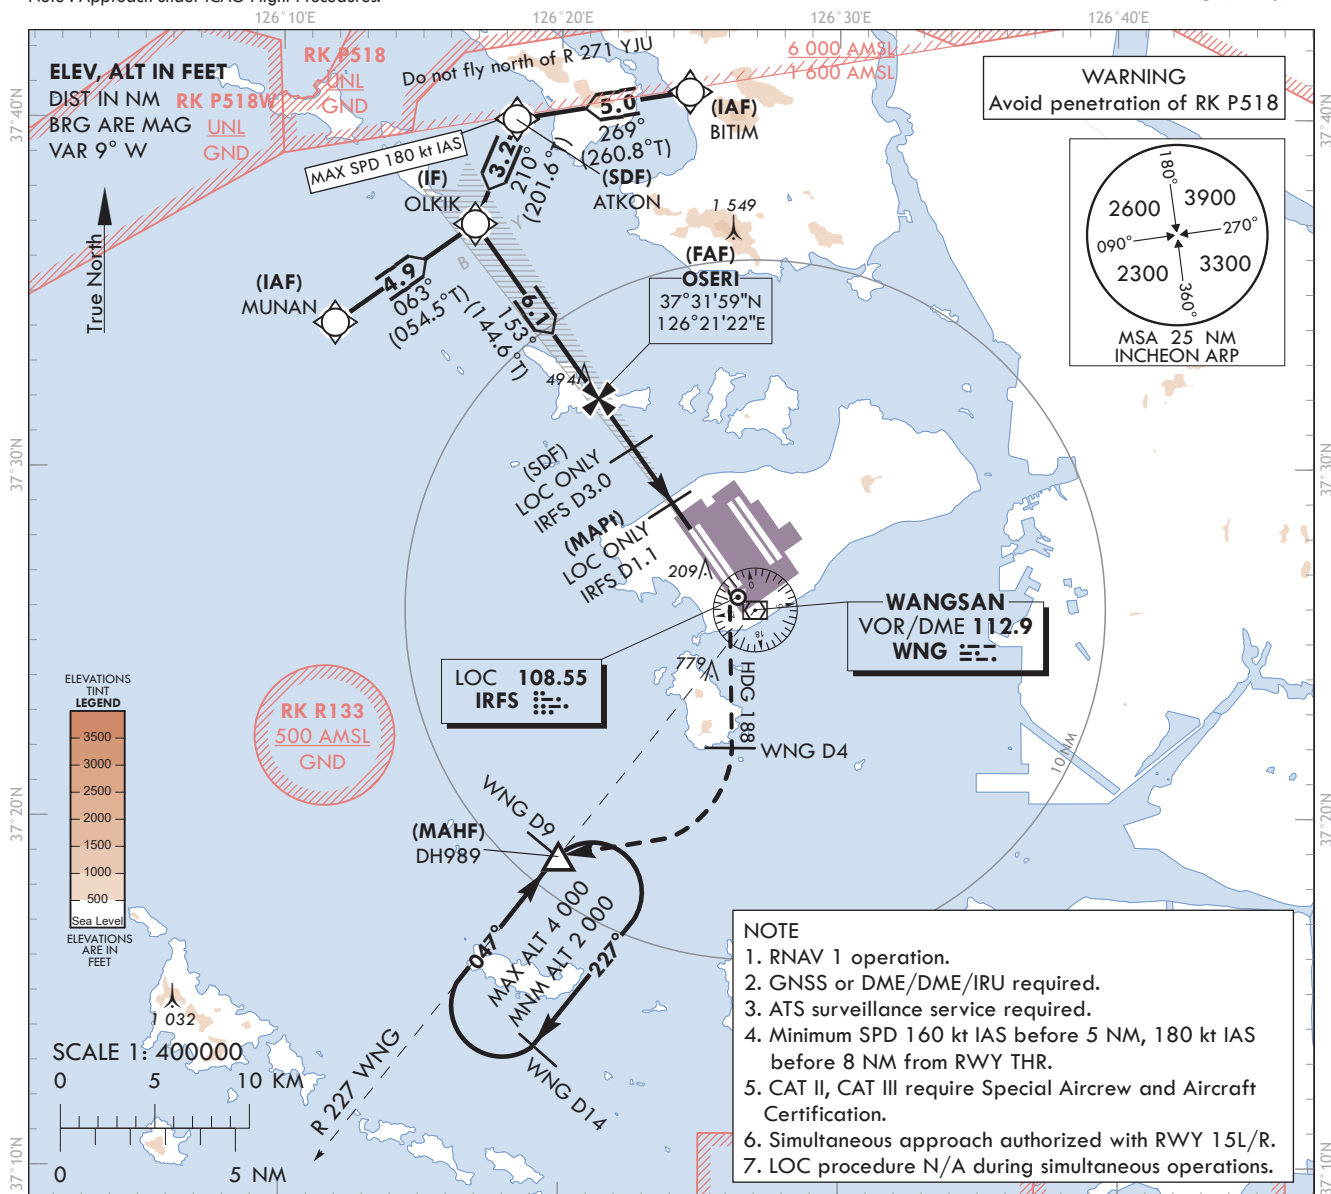 126°10'E
126°20'E
126°30'E
126°40'E
ELEV, ALT IN FEET
DIST IN NM
BRG ARE MAG
VAR 9° W
RK P518W
UNL
GND
RK P518
UNL
GND
Do not fly north of R 271 YJU
6 000 AMSL
1 600 AMSL
WARNING
Avoid penetration of RK P518
37°40'N
37°40'N
MAX SPD 180 kt IAS
5.0
269°
(260.8°T)
(IAF)
BITIM
3.2
210°
(201.6°T)
(SDF)
ATKON
(IF)
OLKIK
True North
1 549
180°
2600
3900
090°
270°
2300
3300
360°
MSA 25 NM
INCHEON ARP
(IAF)
MUNAN
4.9
063°
(054.5°T)
B
Y
6.1
153°
(144.6°T)
(FAF)
OSERI
37°31'59"N
126°21'22"E
494
37°30'N
37°30'N
(SDF)
LOC ONLY
IRFS D3.0
(MAPt)
LOC ONLY
IRFS D1.1
209
0
18
WANGSAN
VOR/DME 112.9
WNG
LOC 108.55
IRFS
779
HDG 188
WNG D4
10 NM
ELEVATIONS
TINT
LEGEND
3500
3000
2500
2000
1500
1000
500
Sea Level
ELEVATIONS
ARE IN
FEET
RK R133
500 AMSL
GND
37°20'N
37°20'N
WNG D9
(MAHF)
DH989
047°
MAX ALT 4 000
MNM ALT 2 000
227°
WNG D14
R 227 WNG
1 032
SCALE 1: 400000
0 5 10 KM
0 5 NM
37°10'N
37°10'N
NOTE
1. RNAV 1 operation.
2. GNSS or DME/DME/IRU required.
3. ATS surveillance service required.
4. Minimum SPD 160 kt IAS before 5 NM, 180 kt IAS
before 8 NM from RWY THR.
5. CAT II, CAT III require Special Aircrew and Aircraft
Certification.
6. Simultaneous approach authorized with RWY 15L/R.
7. LOC procedure N/A during simultaneous operations.